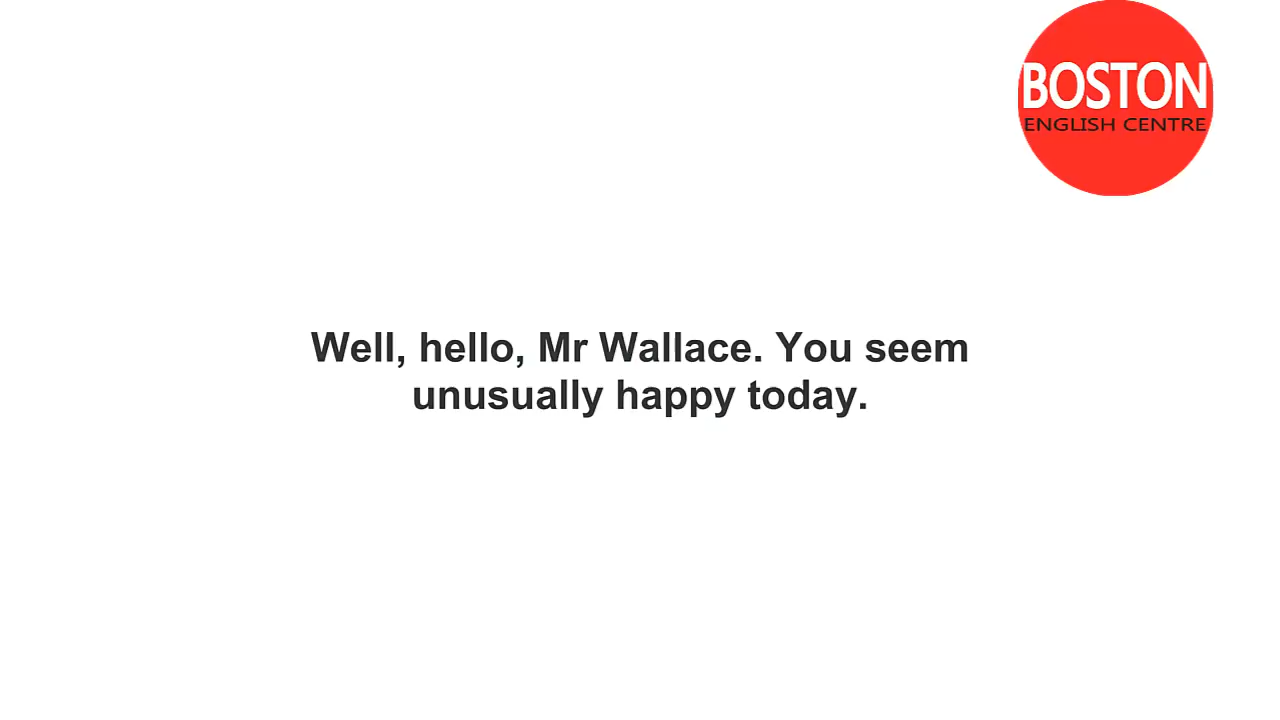 BOSTON
ENGLISH CENTRE
Well, hello, Mr Wallace. You seem
unusually happy today.